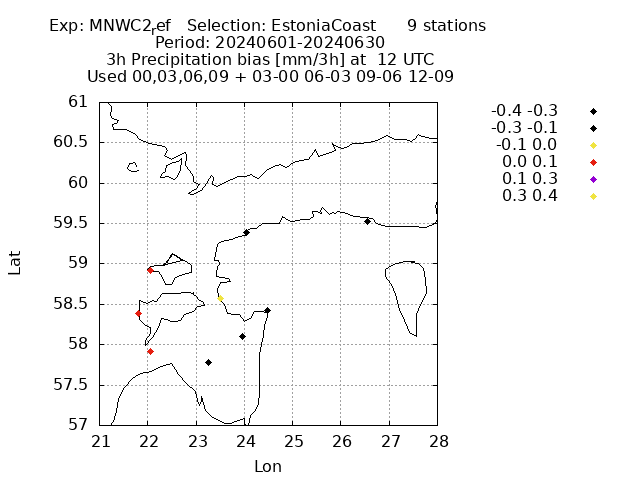 Exp: MNWC2ref   Selection: EstoniaCoast      9 stations
Period: 20240601-20240630
3h Precipitation bias [mm/3h] at  12 UTC
Used 00,03,06,09 + 03-00 06-03 09-06 12-09
61
60.5
60
59.5
59
58.5
58
57.5
57
21 22 23 24 25 26 27 28
Lat
Lon
-0.4 -0.3
-0.3 -0.1
-0.1 0.0
0.0 0.1
0.1 0.3
0.3 0.4